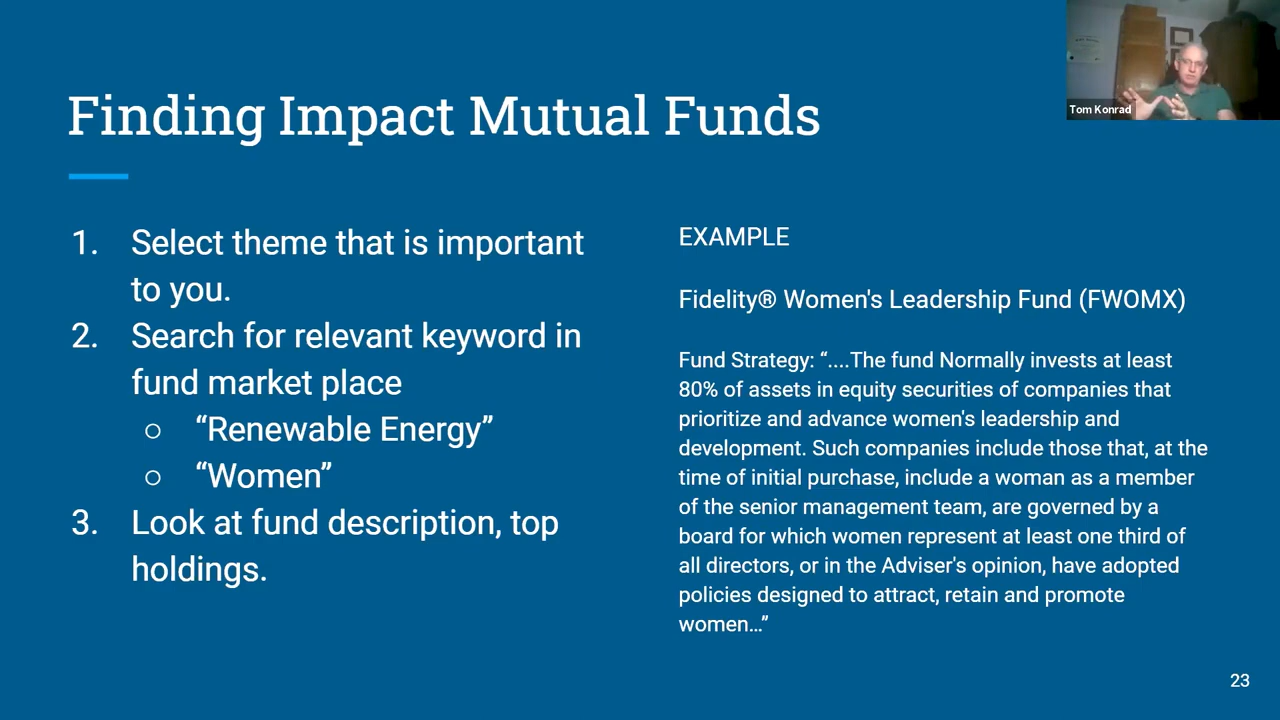 Finding Impact Mutual Funds
Tom Konrad
1. Select theme that is important
to you.
2. Search for relevant keyword in
fund market place
○ “Renewable Energy”
○ “Women”
3. Look at fund description, top
holdings.
EXAMPLE
Fidelity® Women's Leadership Fund (FWOMX)
Fund Strategy: “....The fund Normally invests at least
80% of assets in equity securities of companies that
prioritize and advance women's leadership and
development. Such companies include those that, at the
time of initial purchase, include a woman as a member
of the senior management team, are governed by a
board for which women represent at least one third of
all directors, or in the Adviser's opinion, have adopted
policies designed to attract, retain and promote
women…”
23